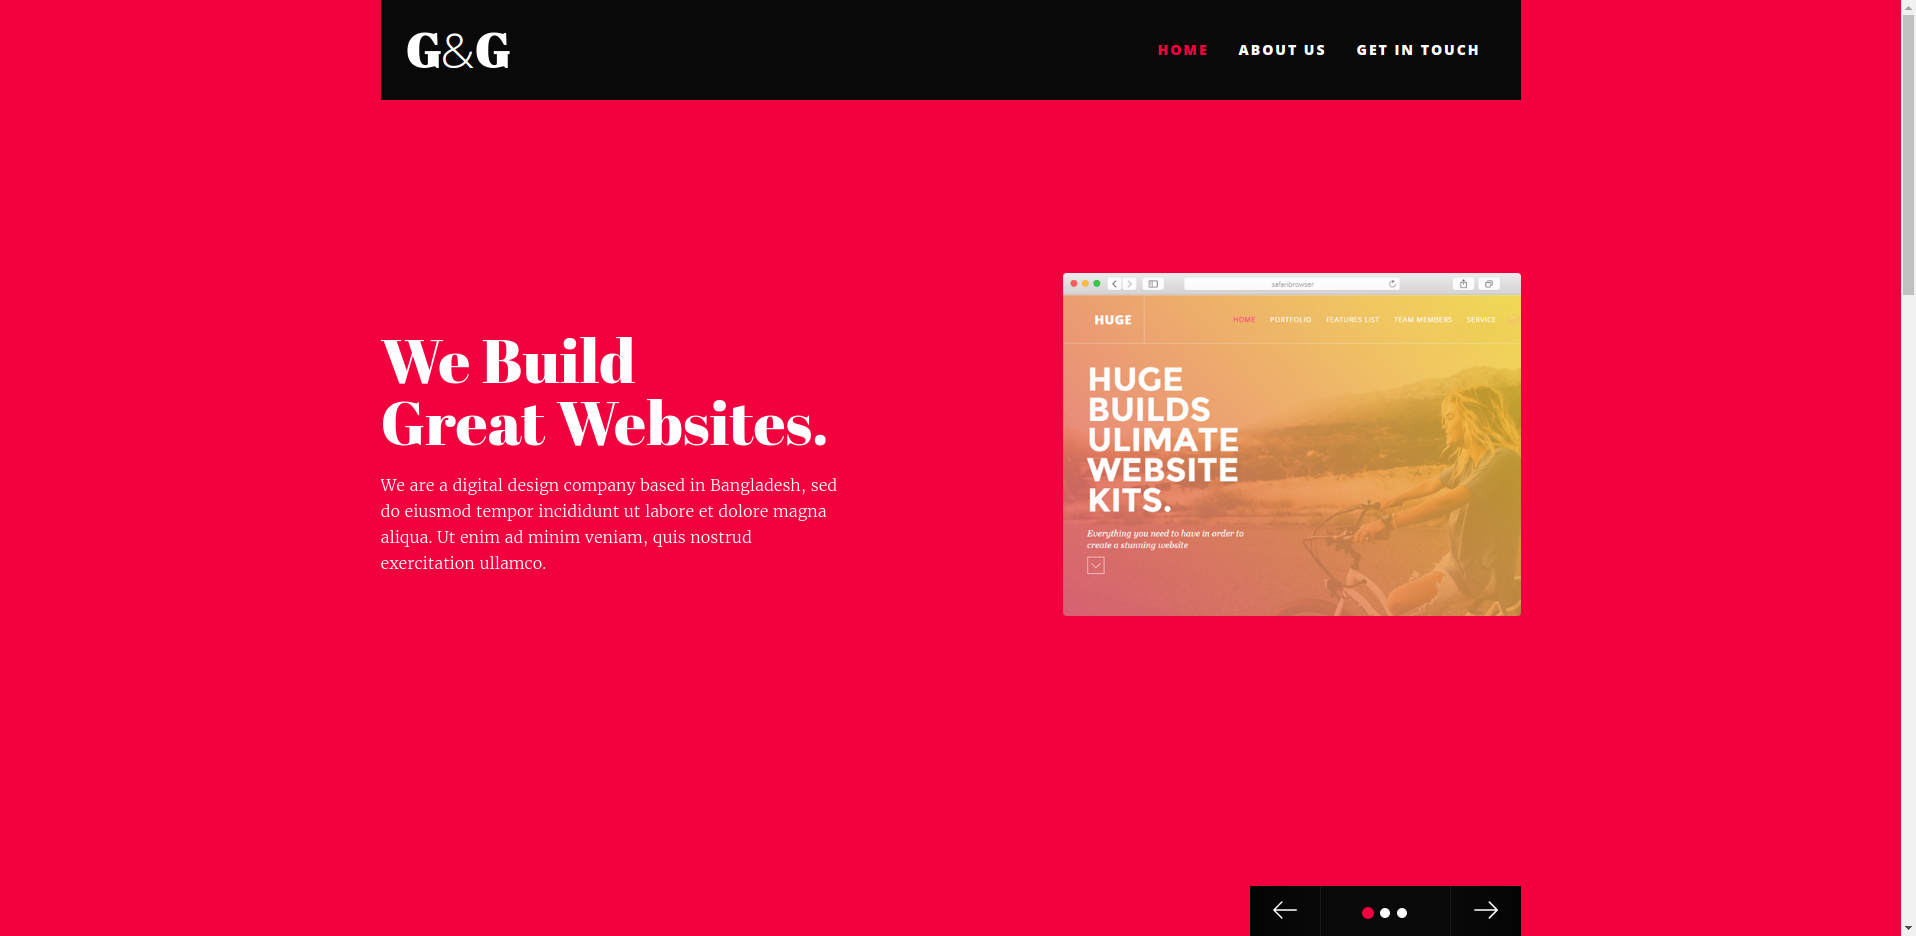 G&G
HOME ABOUT US GET IN TOUCH
safaribrowser
HUGE
HOME PORTFOLIO FEATURES LIST TEAM MEMBERS SERVICE
We Build
Great Websites.
We are a digital design company based in Bangladesh, sed
do eiusmod tempor incididunt ut labore et dolore magna
aliqua. Ut enim ad minim veniam, quis nostrud
exercitation ullamco.
HUGE
BUILDS
ULIMATE
WEBSITE
KITS.
Everything you need to have in order to
create a stunning website